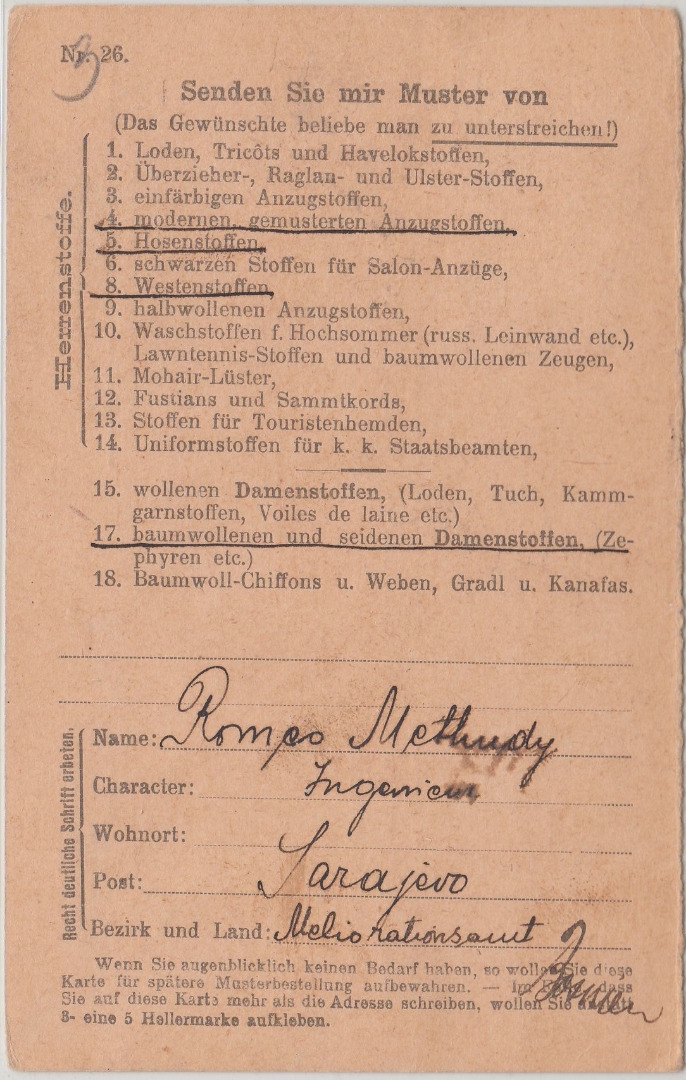 Nr. 26.
3
Senden Sie mir Muster von
(Das Gewünschte beliebe man zu unterstreichen!)
Herrenstoffe.
1. Loden, Tricôts und Havelokstoffen,
2. Überzieher-, Raglan- und Ulster-Stoffen,
3. einfärbigen Anzugstoffen,
4. modernen, gemusterten Anzugstoffen,
5. Hosenstoffen,
6. schwarzen Stoffen für Salon-Anzüge,
8. Westenstoffen,
9. halbwollenen Anzugstoffen,
10. Waschstoffen f. Hochsommer (russ. Leinwand etc.),
Lawntennis-Stoffen und baumwollenen Zeugen,
11. Mohair-Lüster,
12. Fustians und Sammtkords,
13. Stoffen für Touristenhemden,
14. Uniformstoffen für k. k. Staatsbeamten,
15. wollenen Damenstoffen, (Loden, Tuch, Kamm-
garnstoffen, Voiles de laine etc.)
17. baumwollenen und seidenen Damenstoffen, (Ze-
phyren etc.)
18. Baumwoll-Chiffons u. Weben, Gradl u. Kanafas.
Recht deutliche Schrift erbeten.
Name: Romeo
Character: Ingenieur
Wohnort:
Post: Sarajevo
Bezirk und Land: Meliorationsamt
Wenn Sie augenblicklich keinen Bedarf haben, so wollen Sie diese
Karte für spätere Musterbestellung aufbewahren. — Im dass
Sie auf diese Karte mehr als die Adresse schreiben, wollen Sie
3- eine 5 Hellermarke aufkleben.